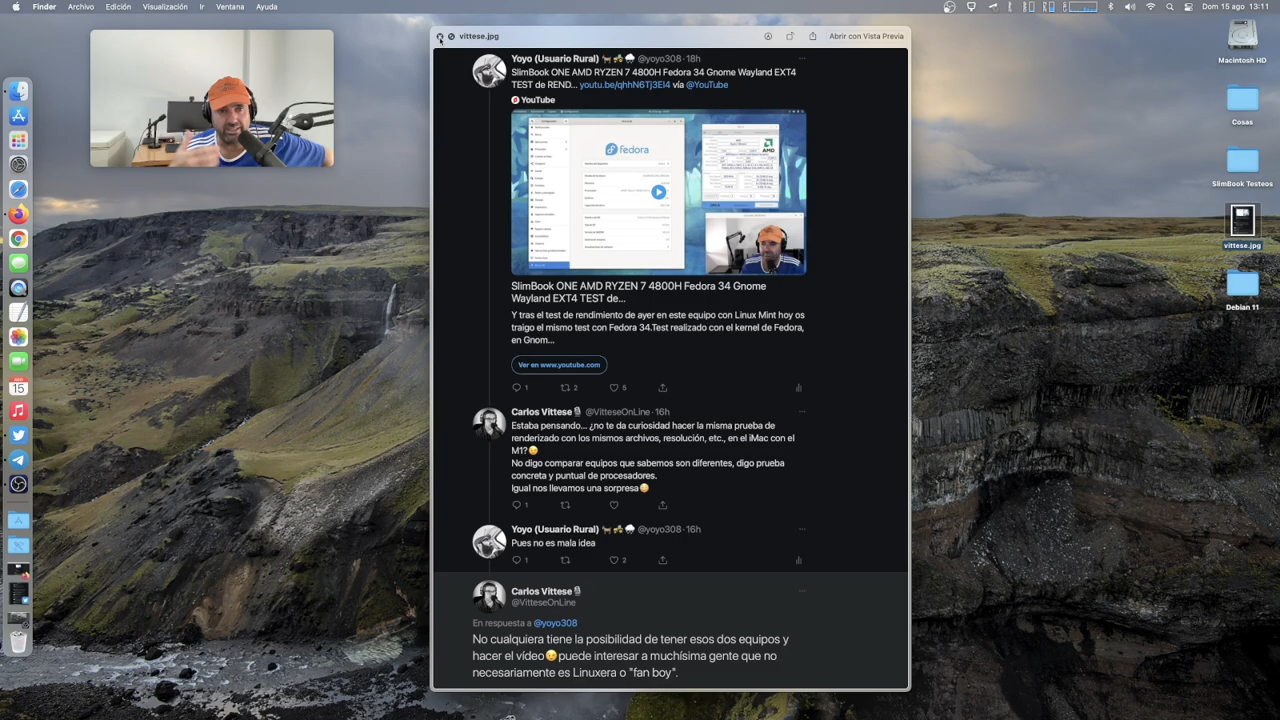 Finder Archivo Edición Visualización Ir Ventana Ayuda
Dom 15 ago 13:11
vittese.jpg
Abrir con Vista Previa
Yoyo (Usuario Rural) 🐂🚜🌧 @yoyo308 · 18h
SlimBook ONE AMD RYZEN 7 4800H Fedora 34 Gnome Wayland EXT4
TEST de REND... youtu.be/qhhN6Tj3EI4 vía @YouTube
YouTube
fedora
AMD
SlimBook ONE AMD RYZEN 7 4800H Fedora 34 Gnome
Wayland EXT4 TEST de...
Y tras el test de rendimiento de ayer en este equipo con Linux Mint hoy os
traigo el mismo test con Fedora 34.Test realizado con el kernel de Fedora,
en Gnom...
Ver en www.youtube.com
1 2 5
Carlos Vittese🎙 @VitteseOnLine · 16h
Estaba pensando... ¿no te da curiosidad hacer la misma prueba de
renderizado con los mismos archivos, resolución, etc., en el iMac con el
M1?
No digo comparar equipos que sabemos son diferentes, digo prueba
concreta y puntual de procesadores.
Igual nos llevamos una sorpresa
1
Yoyo (Usuario Rural) 🐂🚜🌧 @yoyo308 · 16h
Pues no es mala idea
1 2
Carlos Vittese🎙
@VitteseOnLine
En respuesta a @yoyo308
No cualquiera tiene la posibilidad de tener esos dos equipos y
hacer el vídeo😉puede interesar a muchísima gente que no
necesariamente es Linuxera o "fan boy".
Macintosh HD
Cosas
SlimBook Testeos
vittese.jpg
Debian 11
15